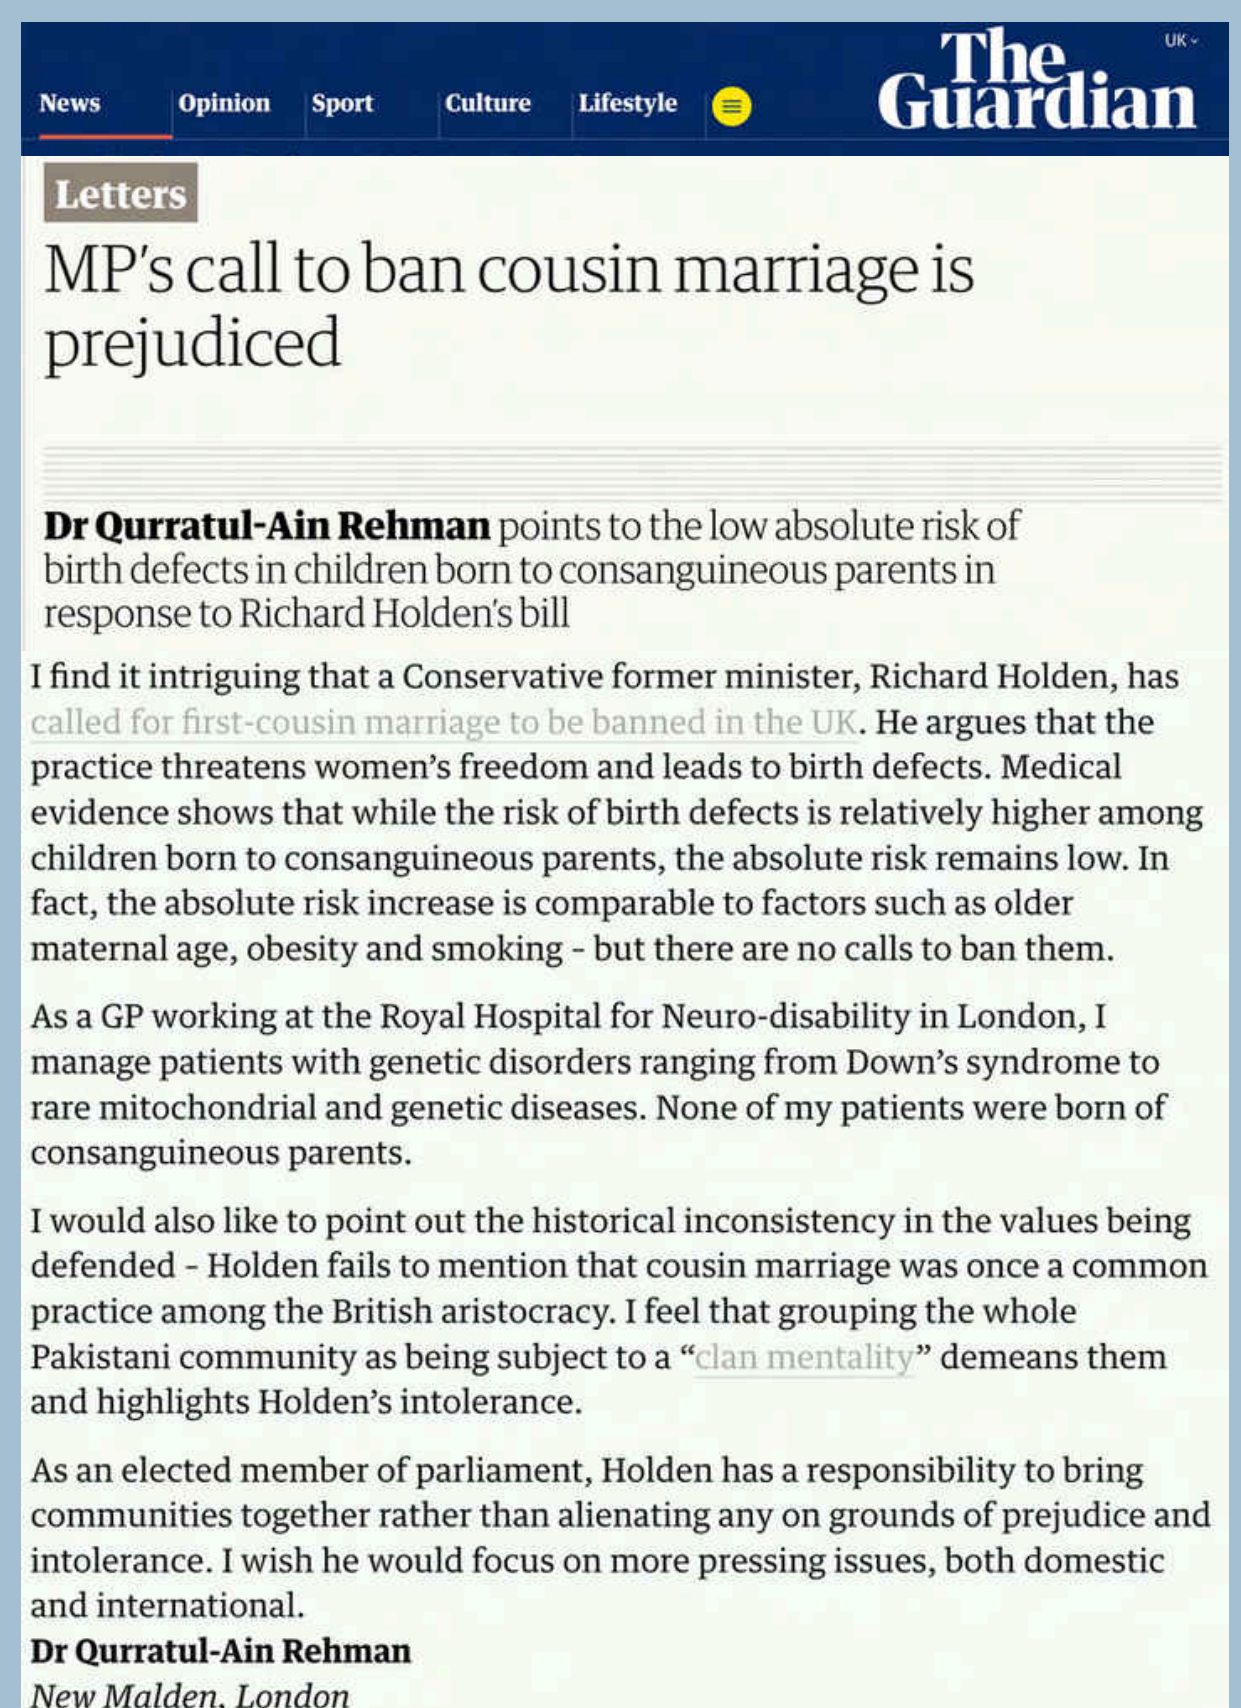 The
Guardian
UK
News Opinion Sport Culture Lifestyle
Letters
MP's call to ban cousin marriage is
prejudiced
Dr Qurratul-Ain Rehman points to the low absolute risk of
birth defects in children born to consanguineous parents in
response to Richard Holden's bill
I find it intriguing that a Conservative former minister, Richard Holden, has
called for first-cousin marriage to be banned in the UK. He argues that the
practice threatens women's freedom and leads to birth defects. Medical
evidence shows that while the risk of birth defects is relatively higher among
children born to consanguineous parents, the absolute risk remains low. In
fact, the absolute risk increase is comparable to factors such as older
maternal age, obesity and smoking – but there are no calls to ban them.
As a GP working at the Royal Hospital for Neuro-disability in London, I
manage patients with genetic disorders ranging from Down's syndrome to
rare mitochondrial and genetic diseases. None of my patients were born of
consanguineous parents.
I would also like to point out the historical inconsistency in the values being
defended – Holden fails to mention that cousin marriage was once a common
practice among the British aristocracy. I feel that grouping the whole
Pakistani community as being subject to a “clan mentality” demeans them
and highlights Holden's intolerance.
As an elected member of parliament, Holden has a responsibility to bring
communities together rather than alienating any on grounds of prejudice and
intolerance. I wish he would focus on more pressing issues, both domestic
and international.
Dr Qurratul-Ain Rehman
New Malden, London